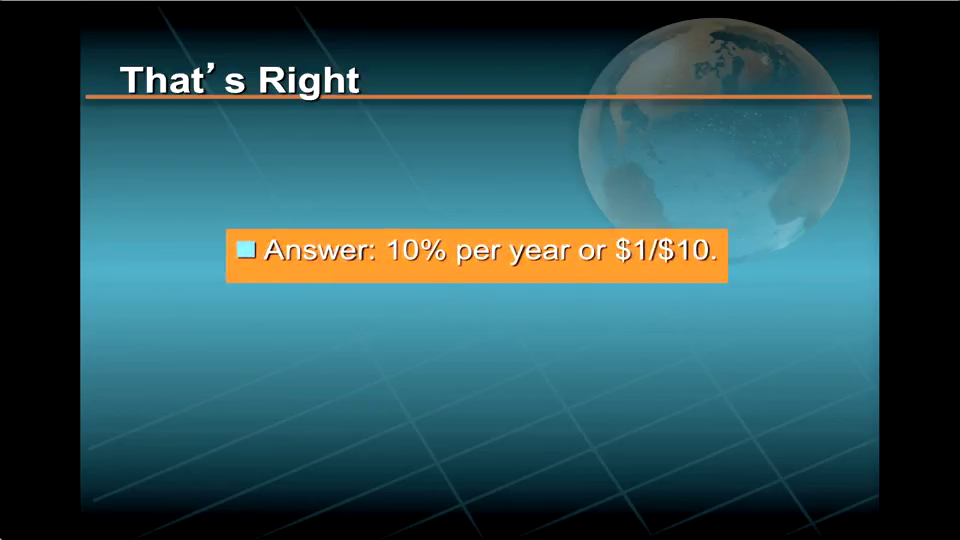 That’s Right
Answer: 10% per year or $1/$10.